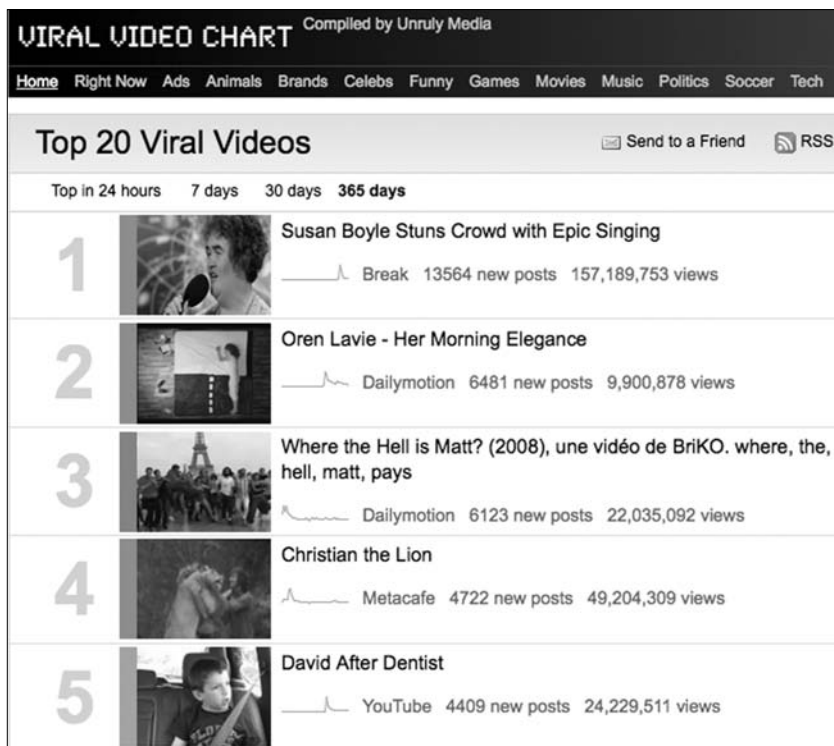 VIRAL VIDEO CHART Compiled by Unruly Media
Home Right Now Ads Animals Brands Celebs Funny Games Movies Music Politics Soccer Tech
Top 20 Viral Videos Send to a Friend RSS
Top in 24 hours 7 days 30 days 365 days
1 Susan Boyle Stuns Crowd with Epic Singing
Break 13564 new posts 157,189,753 views
2 Oren Lavie - Her Morning Elegance
Dailymotion 6481 new posts 9,900,878 views
3 Where the Hell is Matt? (2008), une vidéo de BriKO. where, the,
hell, matt, pays
Dailymotion 6123 new posts 22,035,092 views
4 Christian the Lion
Metacafe 4722 new posts 49,204,309 views
5 David After Dentist
YouTube 4409 new posts 24,229,511 views